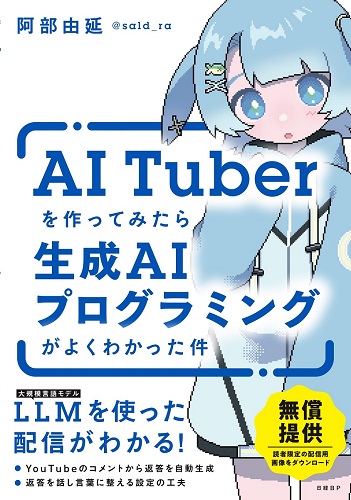 阿部由延 @sald_ra
AI Tuber
を作ってみたら
生成AI
プログラミング
がよくわかった件
大規模言語モデル
LLMを使った
配信がわかる!
●YouTubeのコメントから返答を自動生成
●返答を話し言葉に整える設定の工夫
無償
提供
読者限定の配信用
画像をダウンロード
日経BP